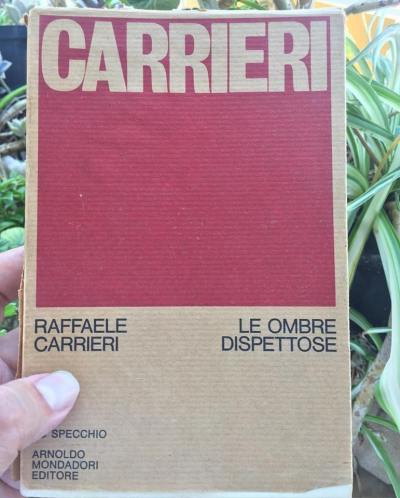 CARRIERI
RAFFAELE
CARRIERI
LE OMBRE
DISPETTOSE
SPECCHIO
ARNOLDO
MONDADORI
EDITORE